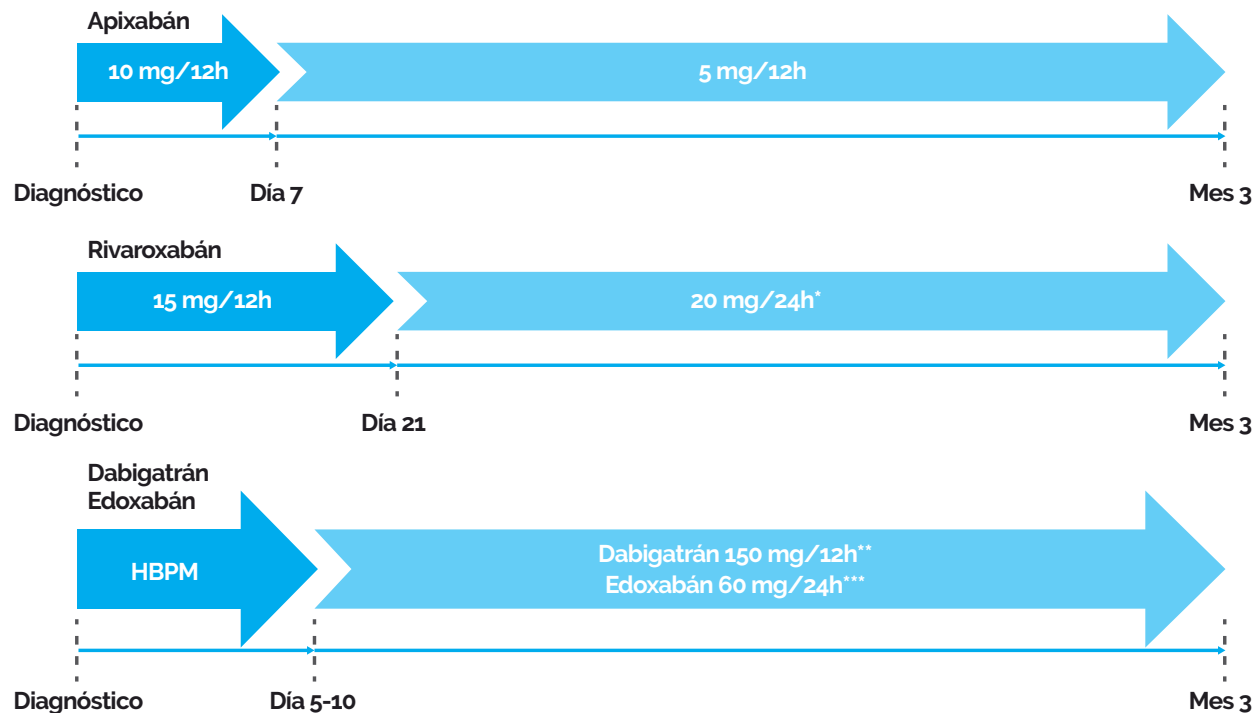 Apixabán
10 mg/12h
5 mg/12h
Diagnóstico
Día 7
Mes 3
Rivaroxabán
15 mg/12h
20 mg/24h*
Diagnóstico
Día 21
Mes 3
Dabigatrán
Edoxabán
HBPM
Dabigatrán 150 mg/12h**
Edoxabán 60 mg/24h***
Diagnóstico
Día 5-10
Mes 3